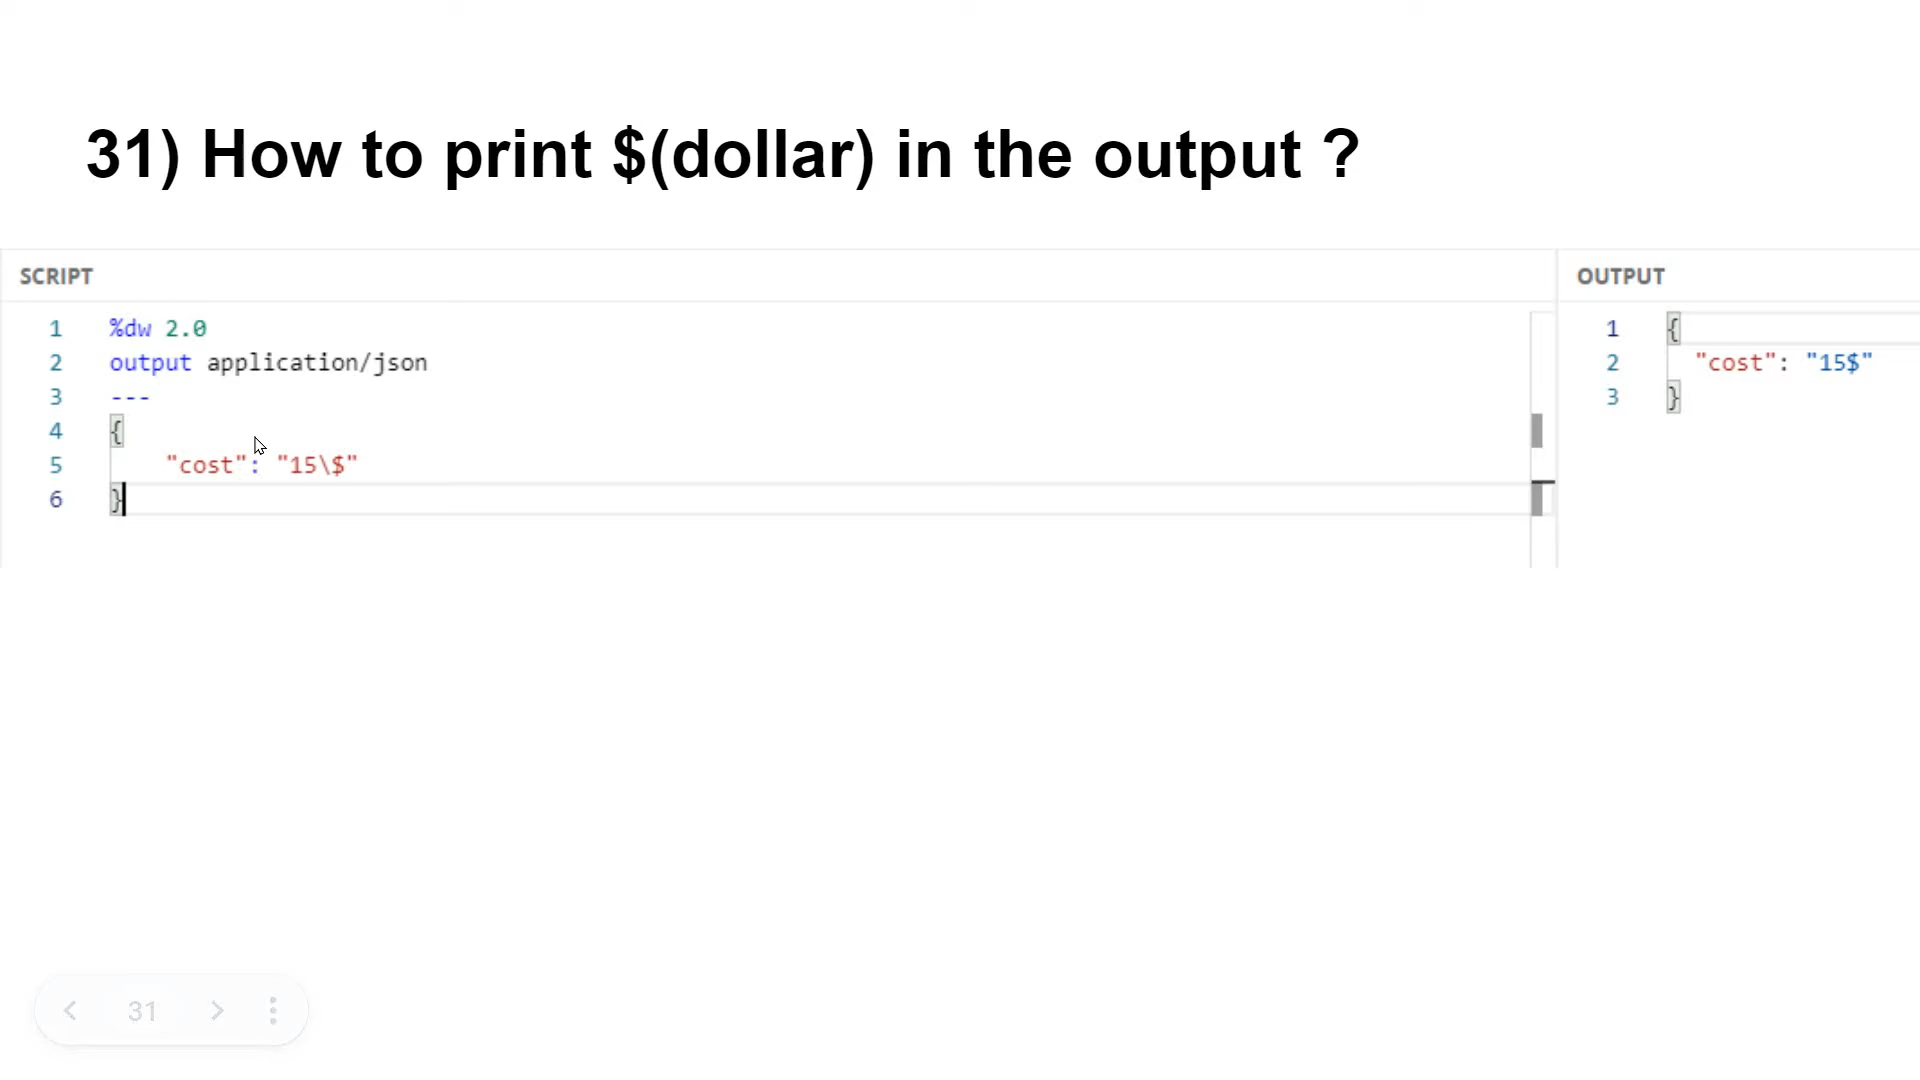 31) How to print $(dollar) in the output ?
SCRIPT
1 %dw 2.0
2 output application/json
3 ---
4 {
5 "cost": "15\$"
6 }
OUTPUT
1 {
2 "cost": "15$"
3 }
31